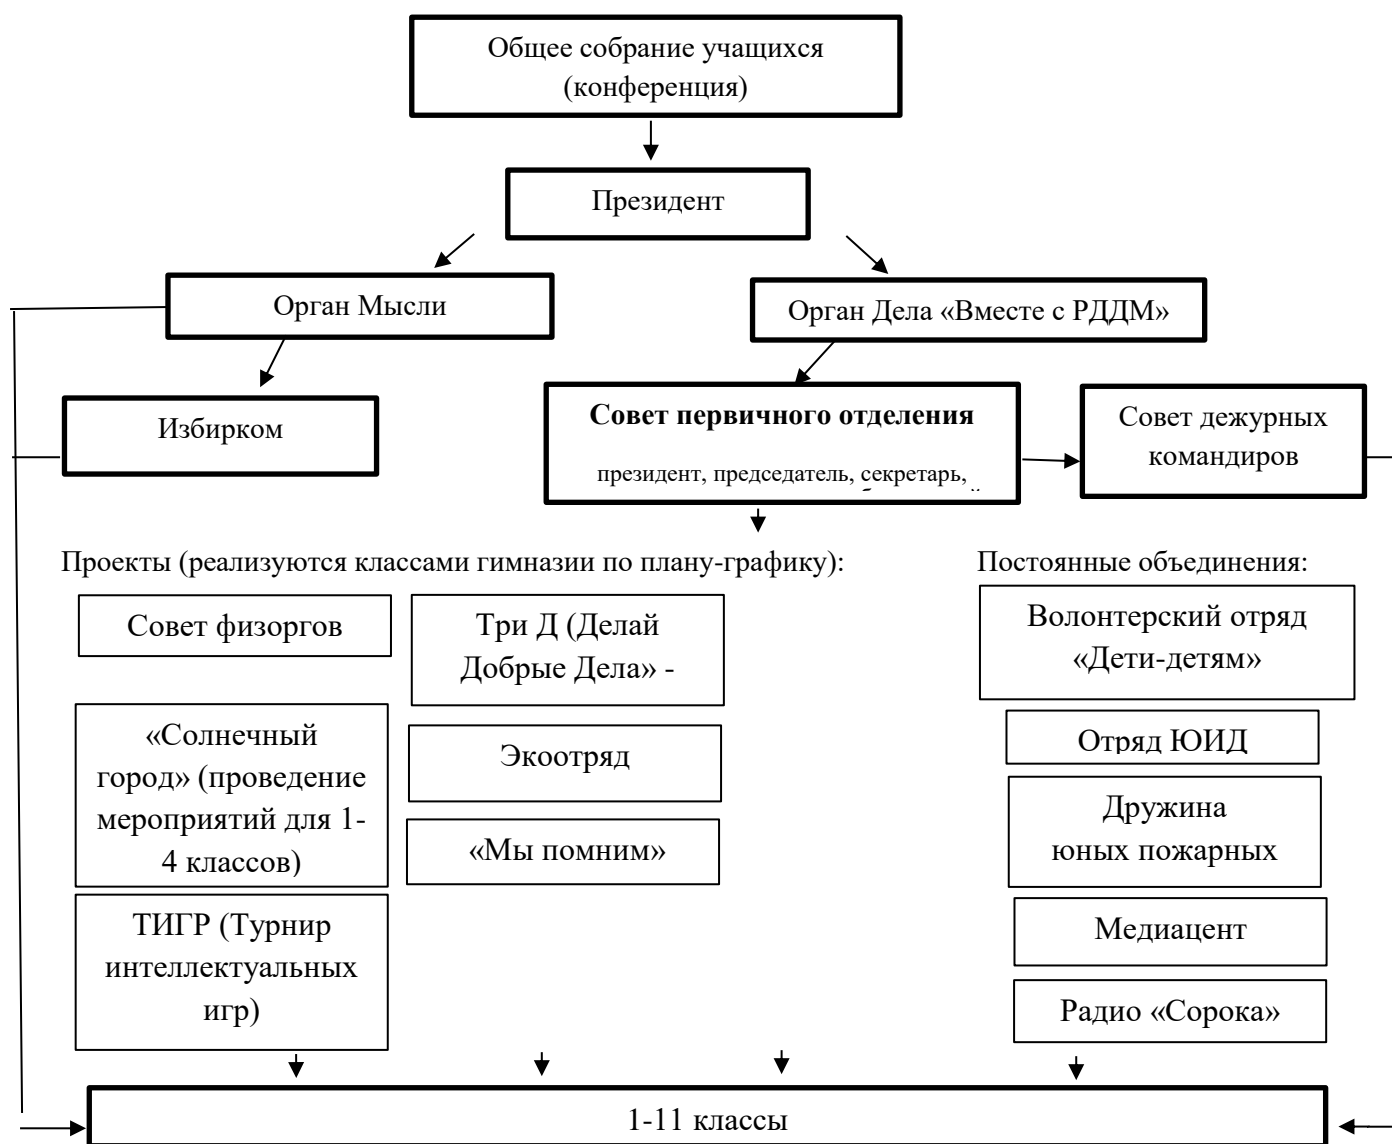 Общее собрание учащихся
(конференция)
Президент
Орган Мысли
Орган Дела «Вместе с РДДМ»
Избирком
Совет первичного отделения
президент, председатель, секретарь,
Совет дежурных
командиров
Проекты (реализуются классами гимназии по плану-графику):
Постоянные объединения:
Совет физоргов
Три Д (Делай
Добрые Дела» -
«Солнечный
город» (проведение
мероприятий для 1-
4 классов)
Экоотряд
«Мы помним»
ТИГР (Турнир
интеллектуальных
игр)
Волонтерский отряд
«Дети-детям»
Отряд ЮИД
Дружина
юных пожарных
Медиацент
Радио «Сорока»
1-11 классы